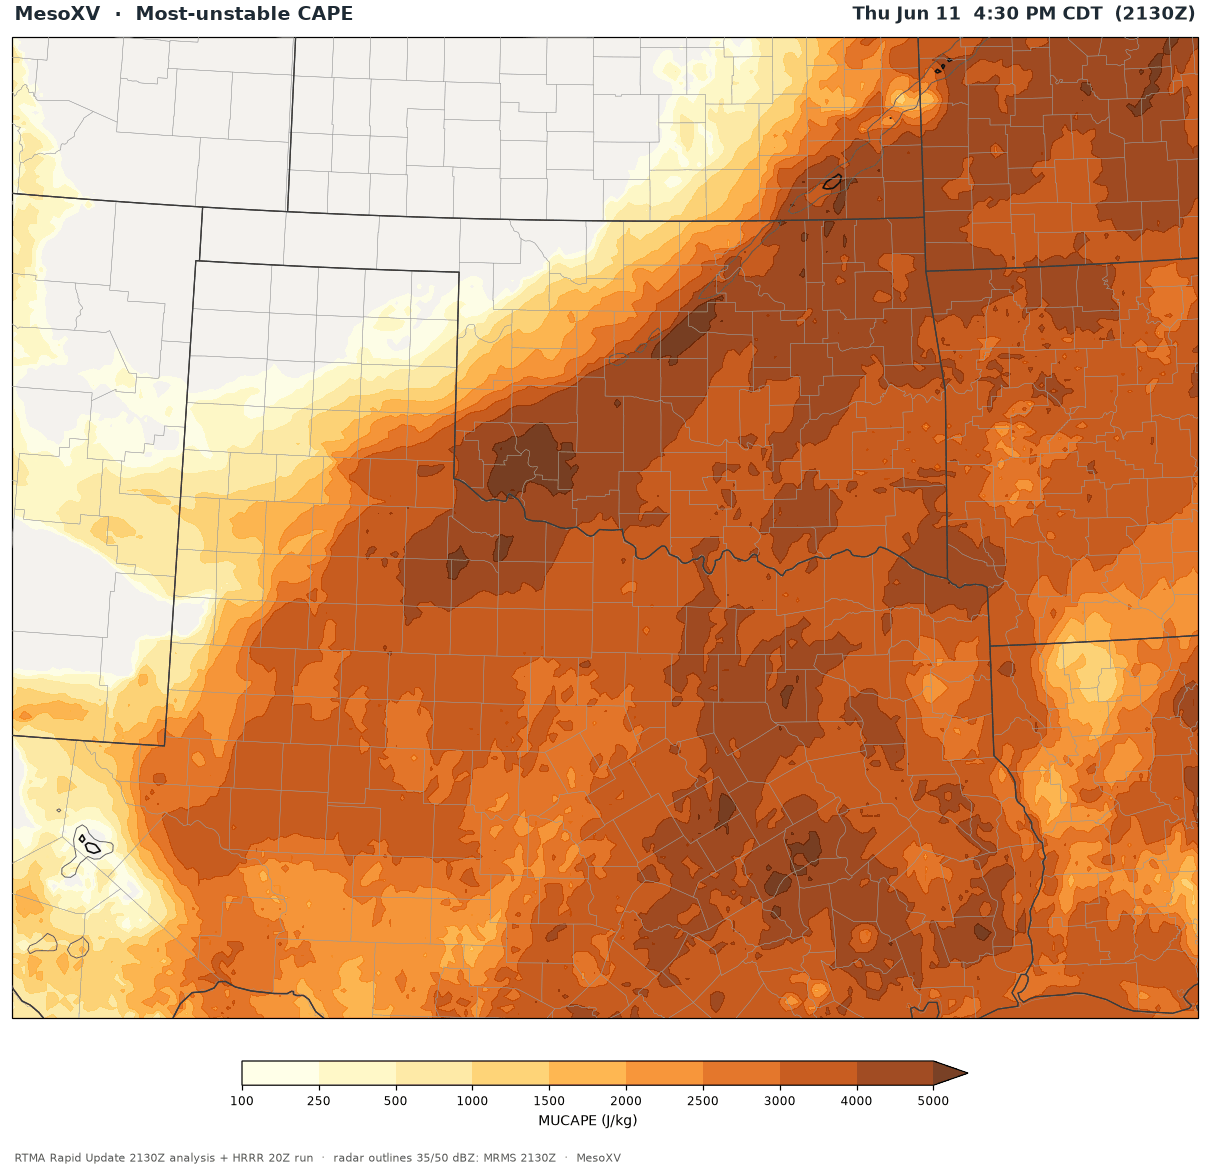 MesoXV · Most-unstable CAPE
Thu Jun 11 4:30 PM CDT (2130Z)
100 250 500 1000 1500 2000 2500 3000 4000 5000
MUCAPE (J/kg)
RTMA Rapid Update 2130Z analysis + HRRR 20Z run · radar outlines 35/50 dBZ: MRMS 2130Z · MesoXV